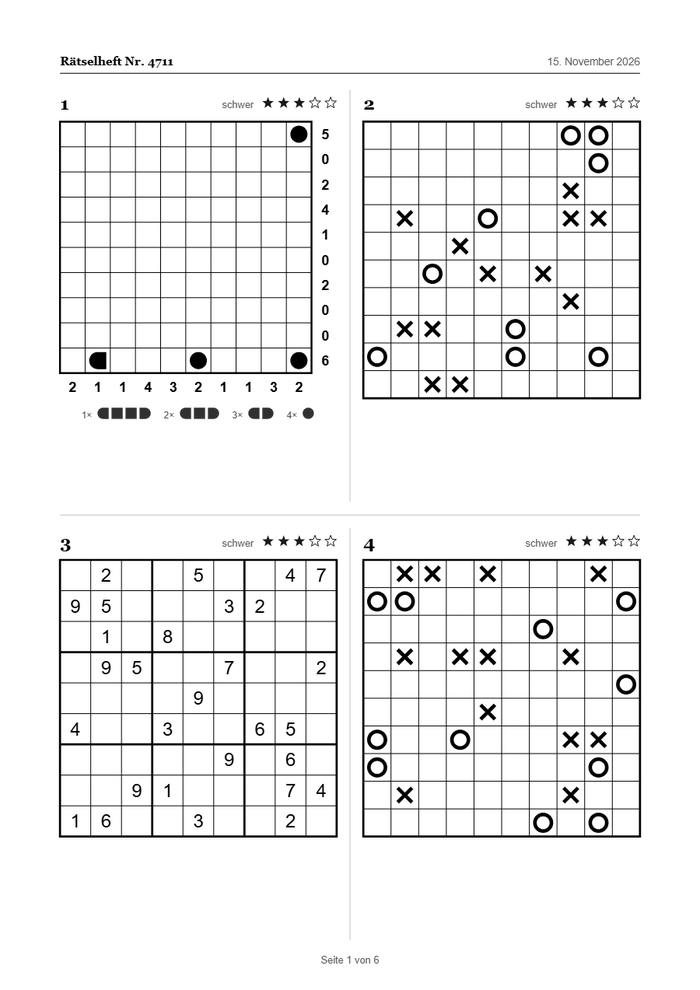 Rätselheft Nr. 4711 15. November 2026
1 schwer ★★★☆☆
5
0
2
4
1
0
2
0
0
6
2 1 1 4 3 2 1 1 3 2
1× 2× 3× 4×
2 schwer ★★★☆☆
O O
O
X
X O X X
X
O X X
X
X X O
O O O
X X
3 schwer ★★★☆☆
2 5 4 7
9 5 3 2
1 8
9 5 7 2
9
4 3 6 5
9 6
9 1 7 4
1 6 3 2
4 schwer ★★★☆☆
X X X X
O O O
O
X X X X
O
X
O O X X
O O
X X
O O
Seite 1 von 6